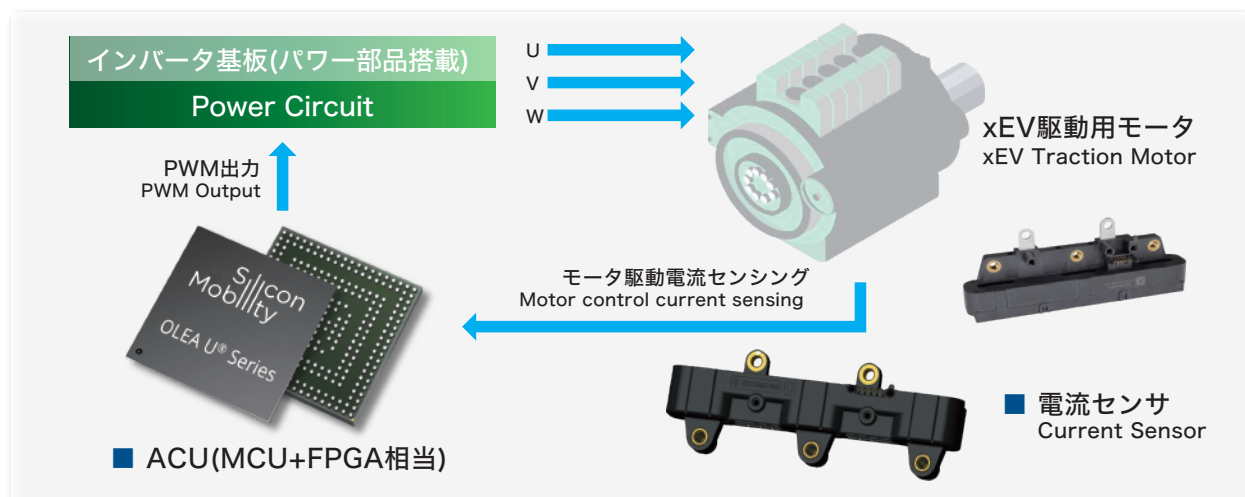 インバータ基板(パワー部品搭載)
Power Circuit
U
V
W
PWM出力
PWM Output
xEV駆動用モータ
xEV Traction Motor
モータ駆動電流センシング
Motor control current sensing
Silicon
Mobility
OLEA U® Series
■ ACU(MCU+FPGA相当)
■ 電流センサ
Current Sensor